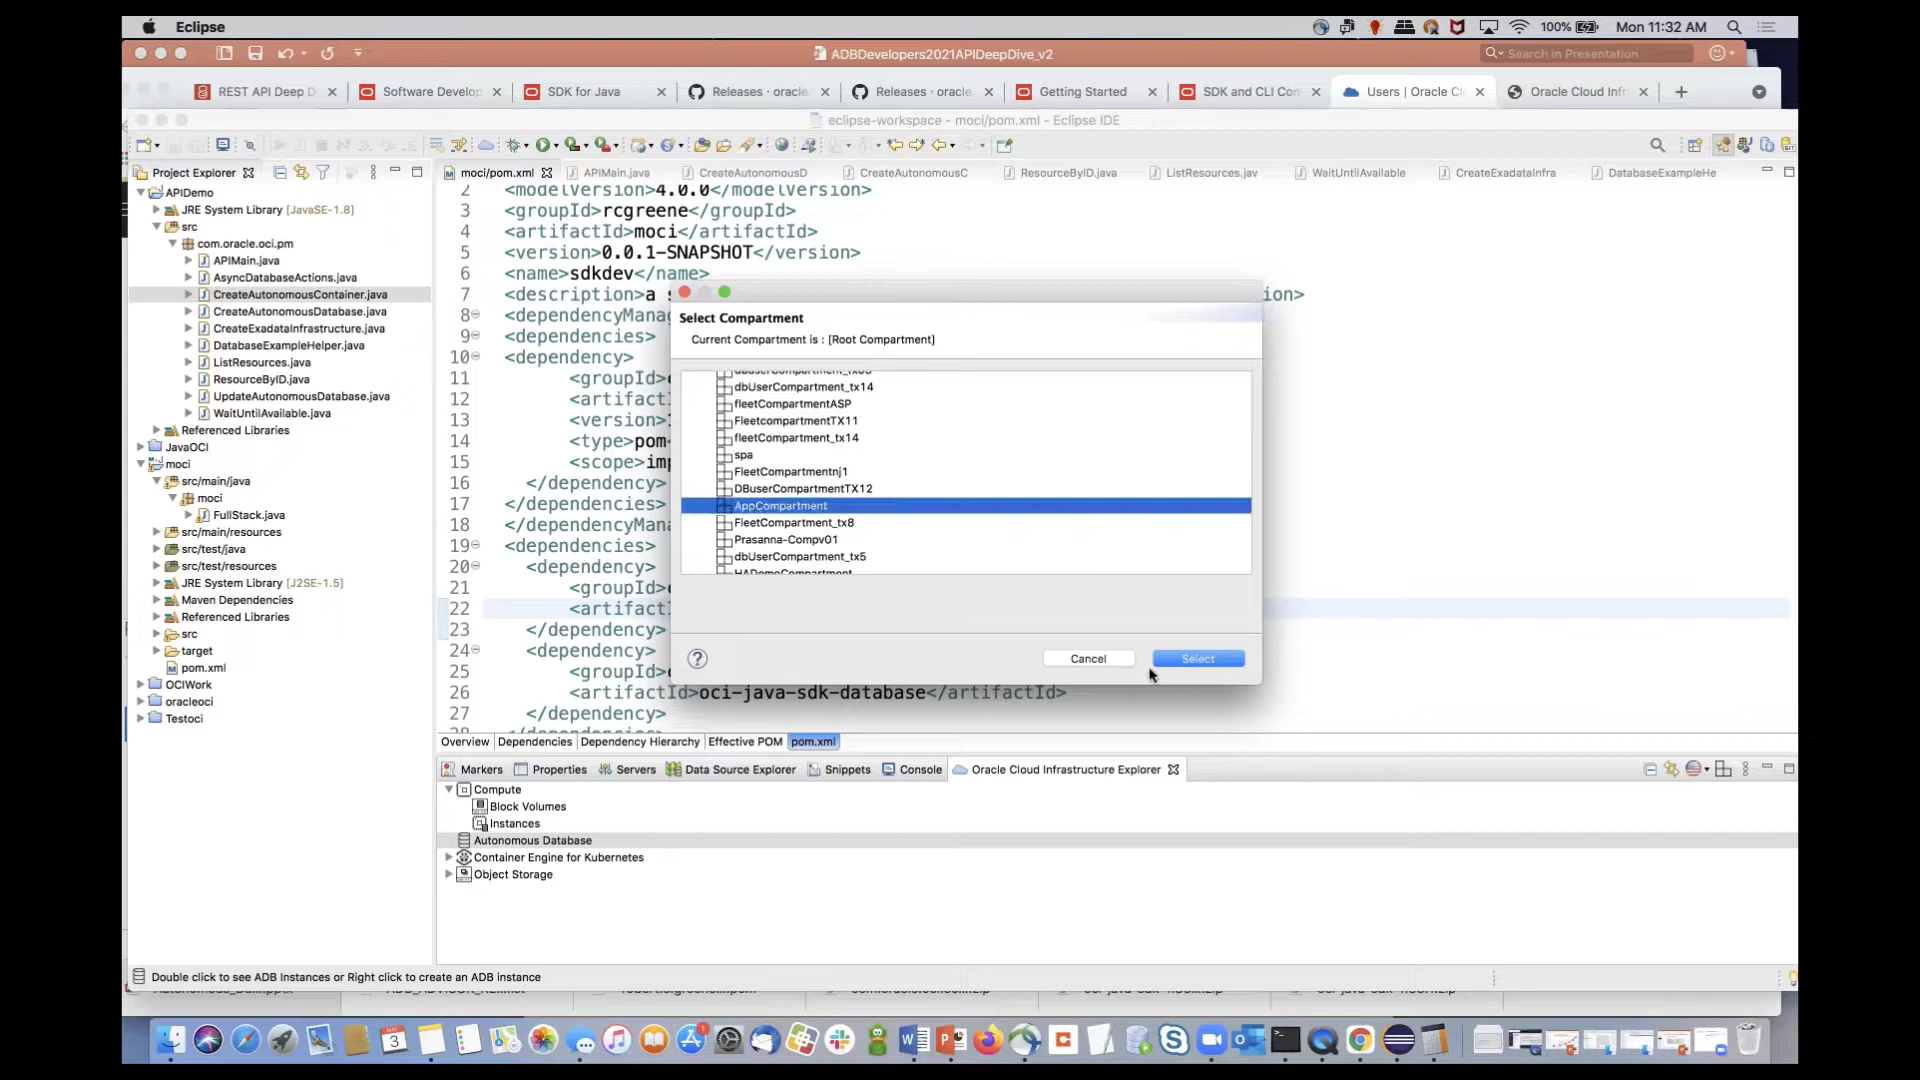 Eclipse
100%
Mon 11:32 AM
ADBDevelopers2021APIDeepDive_v2
Search in Presentation
REST API Deep D
Software Develop
SDK for Java
Releases · oracle
Releases · oracle
Getting Started
SDK and CLI Con
Users | Oracle Cl
Oracle Cloud Infr
eclipse-workspace - moci/pom.xml - Eclipse IDE
Project Explorer
moci/pom.xml
APIMain.java
CreateAutonomousD
CreateAutonomousC
ResourceByID.java
ListResources.jav
WaitUntilAvailable
CreateExadataInfra
DatabaseExampleHe
APIDemo
JRE System Library [JavaSE-1.8]
src
com.oracle.oci.pm
APIMain.java
AsyncDatabaseActions.java
CreateAutonomousContainer.java
CreateAutonomousDatabase.java
CreateExadataInfrastructure.java
DatabaseExampleHelper.java
ListResources.java
ResourceByID.java
UpdateAutonomousDatabase.java
WaitUntilAvailable.java
Referenced Libraries
JavaOCI
moci
src/main/java
moci
FullStack.java
src/main/resources
src/test/java
src/test/resources
JRE System Library [J2SE-1.5]
Maven Dependencies
Referenced Libraries
src
target
pom.xml
OCIWork
oracleoci
Testoci
2 <modelVersion>4.0.0</modelVersion>
3 <groupId>rcgreene</groupId>
4 <artifactId>moci</artifactId>
5 <version>0.0.1-SNAPSHOT</version>
6 <name>sdkdev</name>
7 <description>a s ion>
8 <dependencyManag
9 <dependencies>
10 <dependency>
11 <groupId>
12 <artifactI
13 <version>
14 <type>pom<
15 <scope>imp
16 </dependency>
17 </dependencies>
18 </dependencyMana
19 <dependencies>
20 <dependency>
21 <groupId>
22 <artifactI
23 </dependency>
24 <dependency>
25 <groupId>
26 <artifactId>oci-java-sdk-database</artifactId>
27 </dependency>
Select Compartment
Current Compartment is : [Root Compartment]
dbUserCompartment_tx14
fleetCompartmentASP
FleetcompartmentTX11
fleetCompartment_tx14
spa
FleetCompartmentnj1
DBuserCompartmentTX12
AppCompartment
FleetCompartment_tx8
Prasanna-Compv01
dbUserCompartment_tx5
HADemoCompartment
?
Cancel
Select
Overview
Dependencies
Dependency Hierarchy
Effective POM
pom.xml
Markers
Properties
Servers
Data Source Explorer
Snippets
Console
Oracle Cloud Infrastructure Explorer
Compute
Block Volumes
Instances
Autonomous Database
Container Engine for Kubernetes
Object Storage
Double click to see ADB Instances or Right click to create an ADB instance